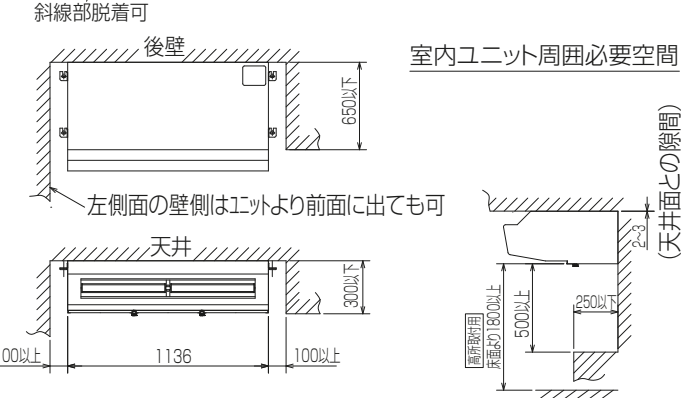 斜線部脱着可
後壁
室内ユニット周囲必要空間
650以下
左側面の壁側はユニットより前面に出ても可
天井
300以下
00以上
1136
100以上
2~3
(天井面との隙間)
250以下
500以上
高所取付用
床面より1800以上